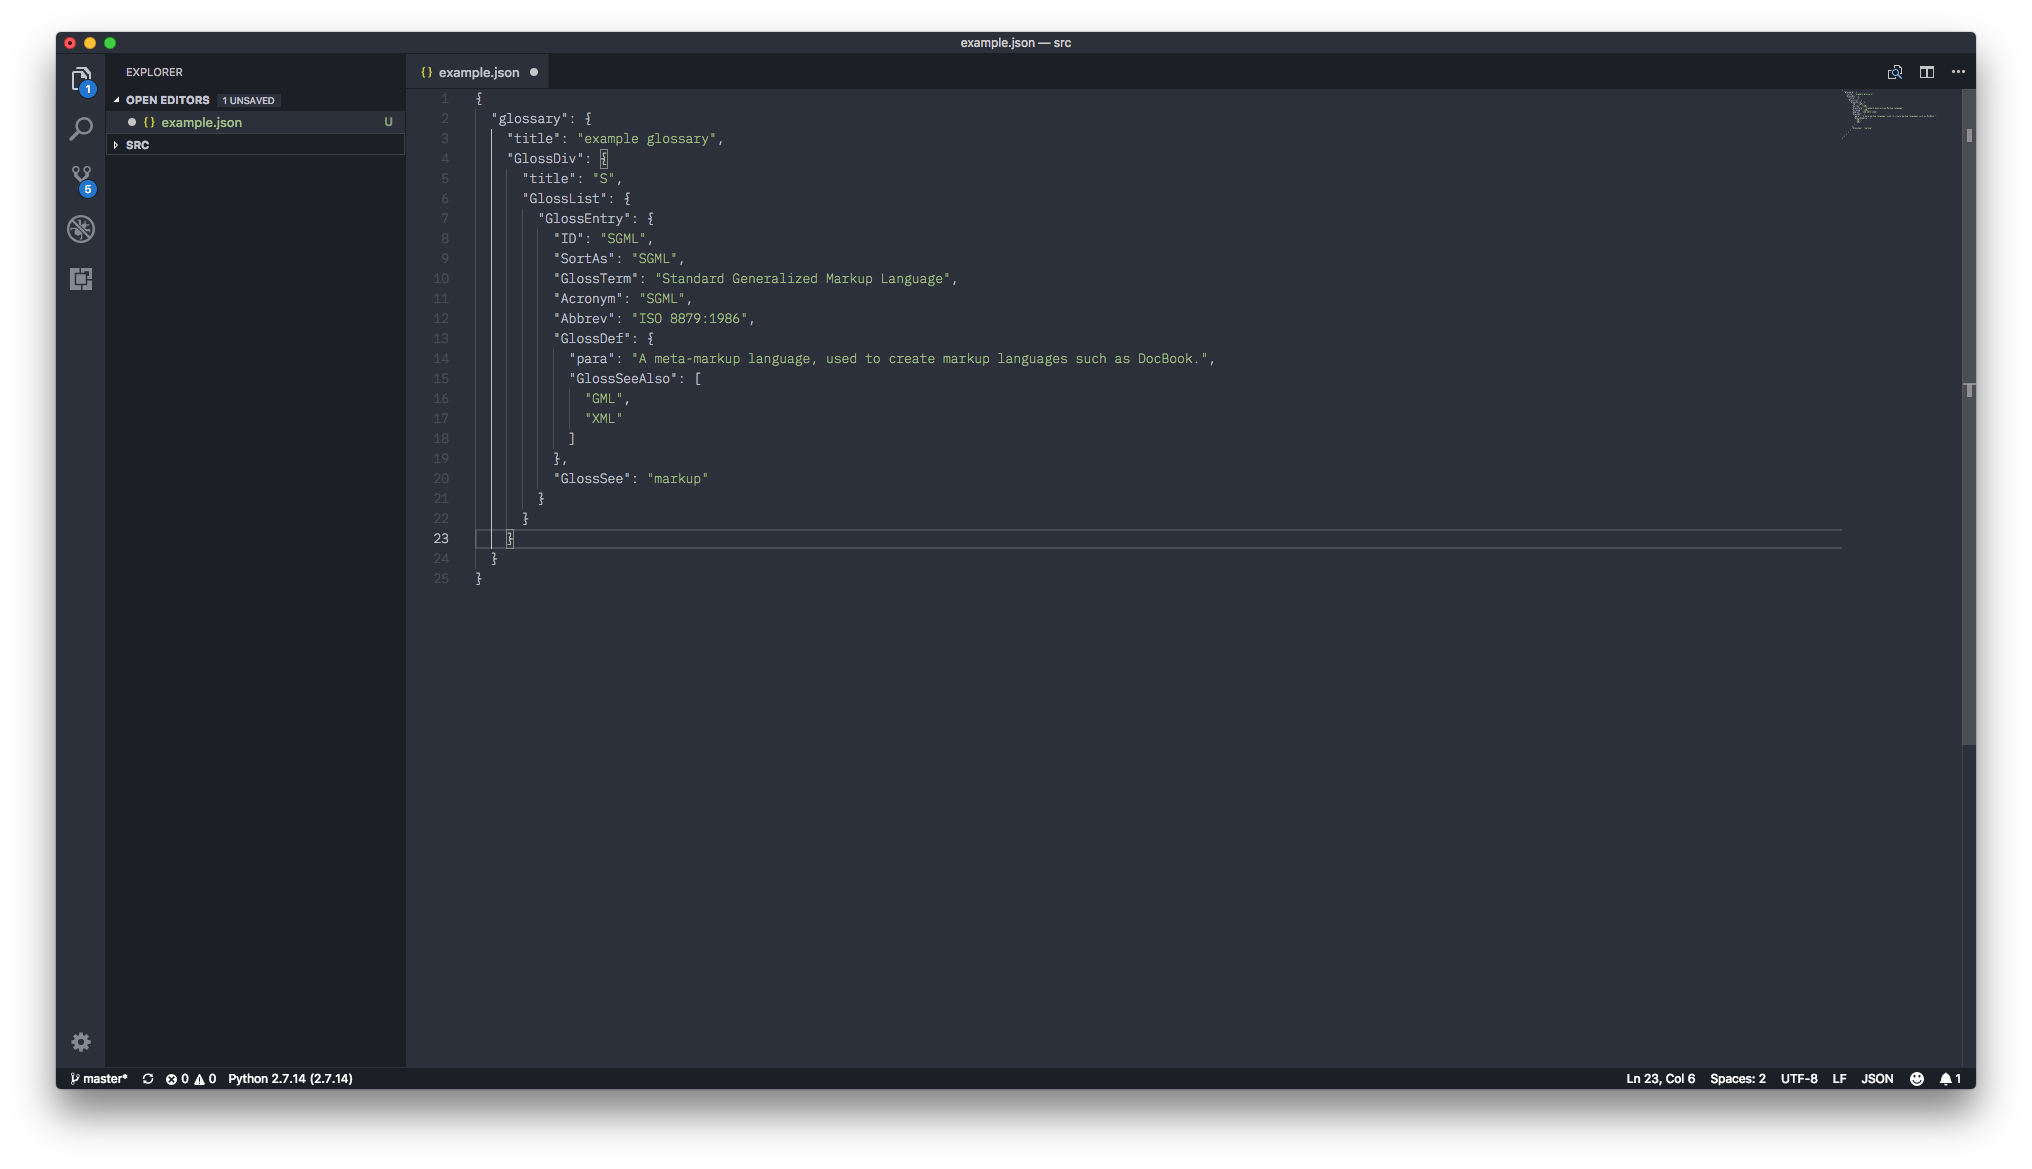 example.json — src
EXPLORER
OPEN EDITORS 1 UNSAVED
{} example.json U
SRC
1
5
{} example.json
1 {
2 "glossary": {
3 "title": "example glossary",
4 "GlossDiv": {
5 "title": "S",
6 "GlossList": {
7 "GlossEntry": {
8 "ID": "SGML",
9 "SortAs": "SGML",
10 "GlossTerm": "Standard Generalized Markup Language",
11 "Acronym": "SGML",
12 "Abbrev": "ISO 8879:1986",
13 "GlossDef": {
14 "para": "A meta-markup language, used to create markup languages such as DocBook.",
15 "GlossSeeAlso": [
16 "GML",
17 "XML"
18 ]
19 },
20 "GlossSee": "markup"
21 }
22 }
23 }
24 }
25 }
master* 0 0 Python 2.7.14 (2.7.14)
Ln 23, Col 6 Spaces: 2 UTF-8 LF JSON 1